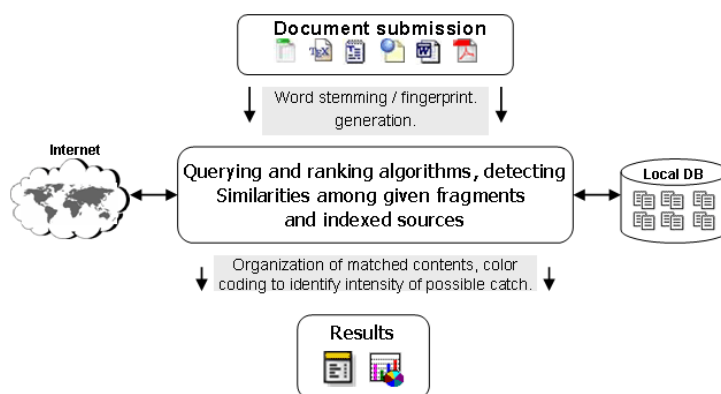 Document submission
TEX
W
Word stemming / fingerprint.
generation.
Internet
Querying and ranking algorithms, detecting
Similarities among given fragments
and indexed sources
Local DB
Organization of matched contents, color
coding to identify intensity of possible catch.
Results